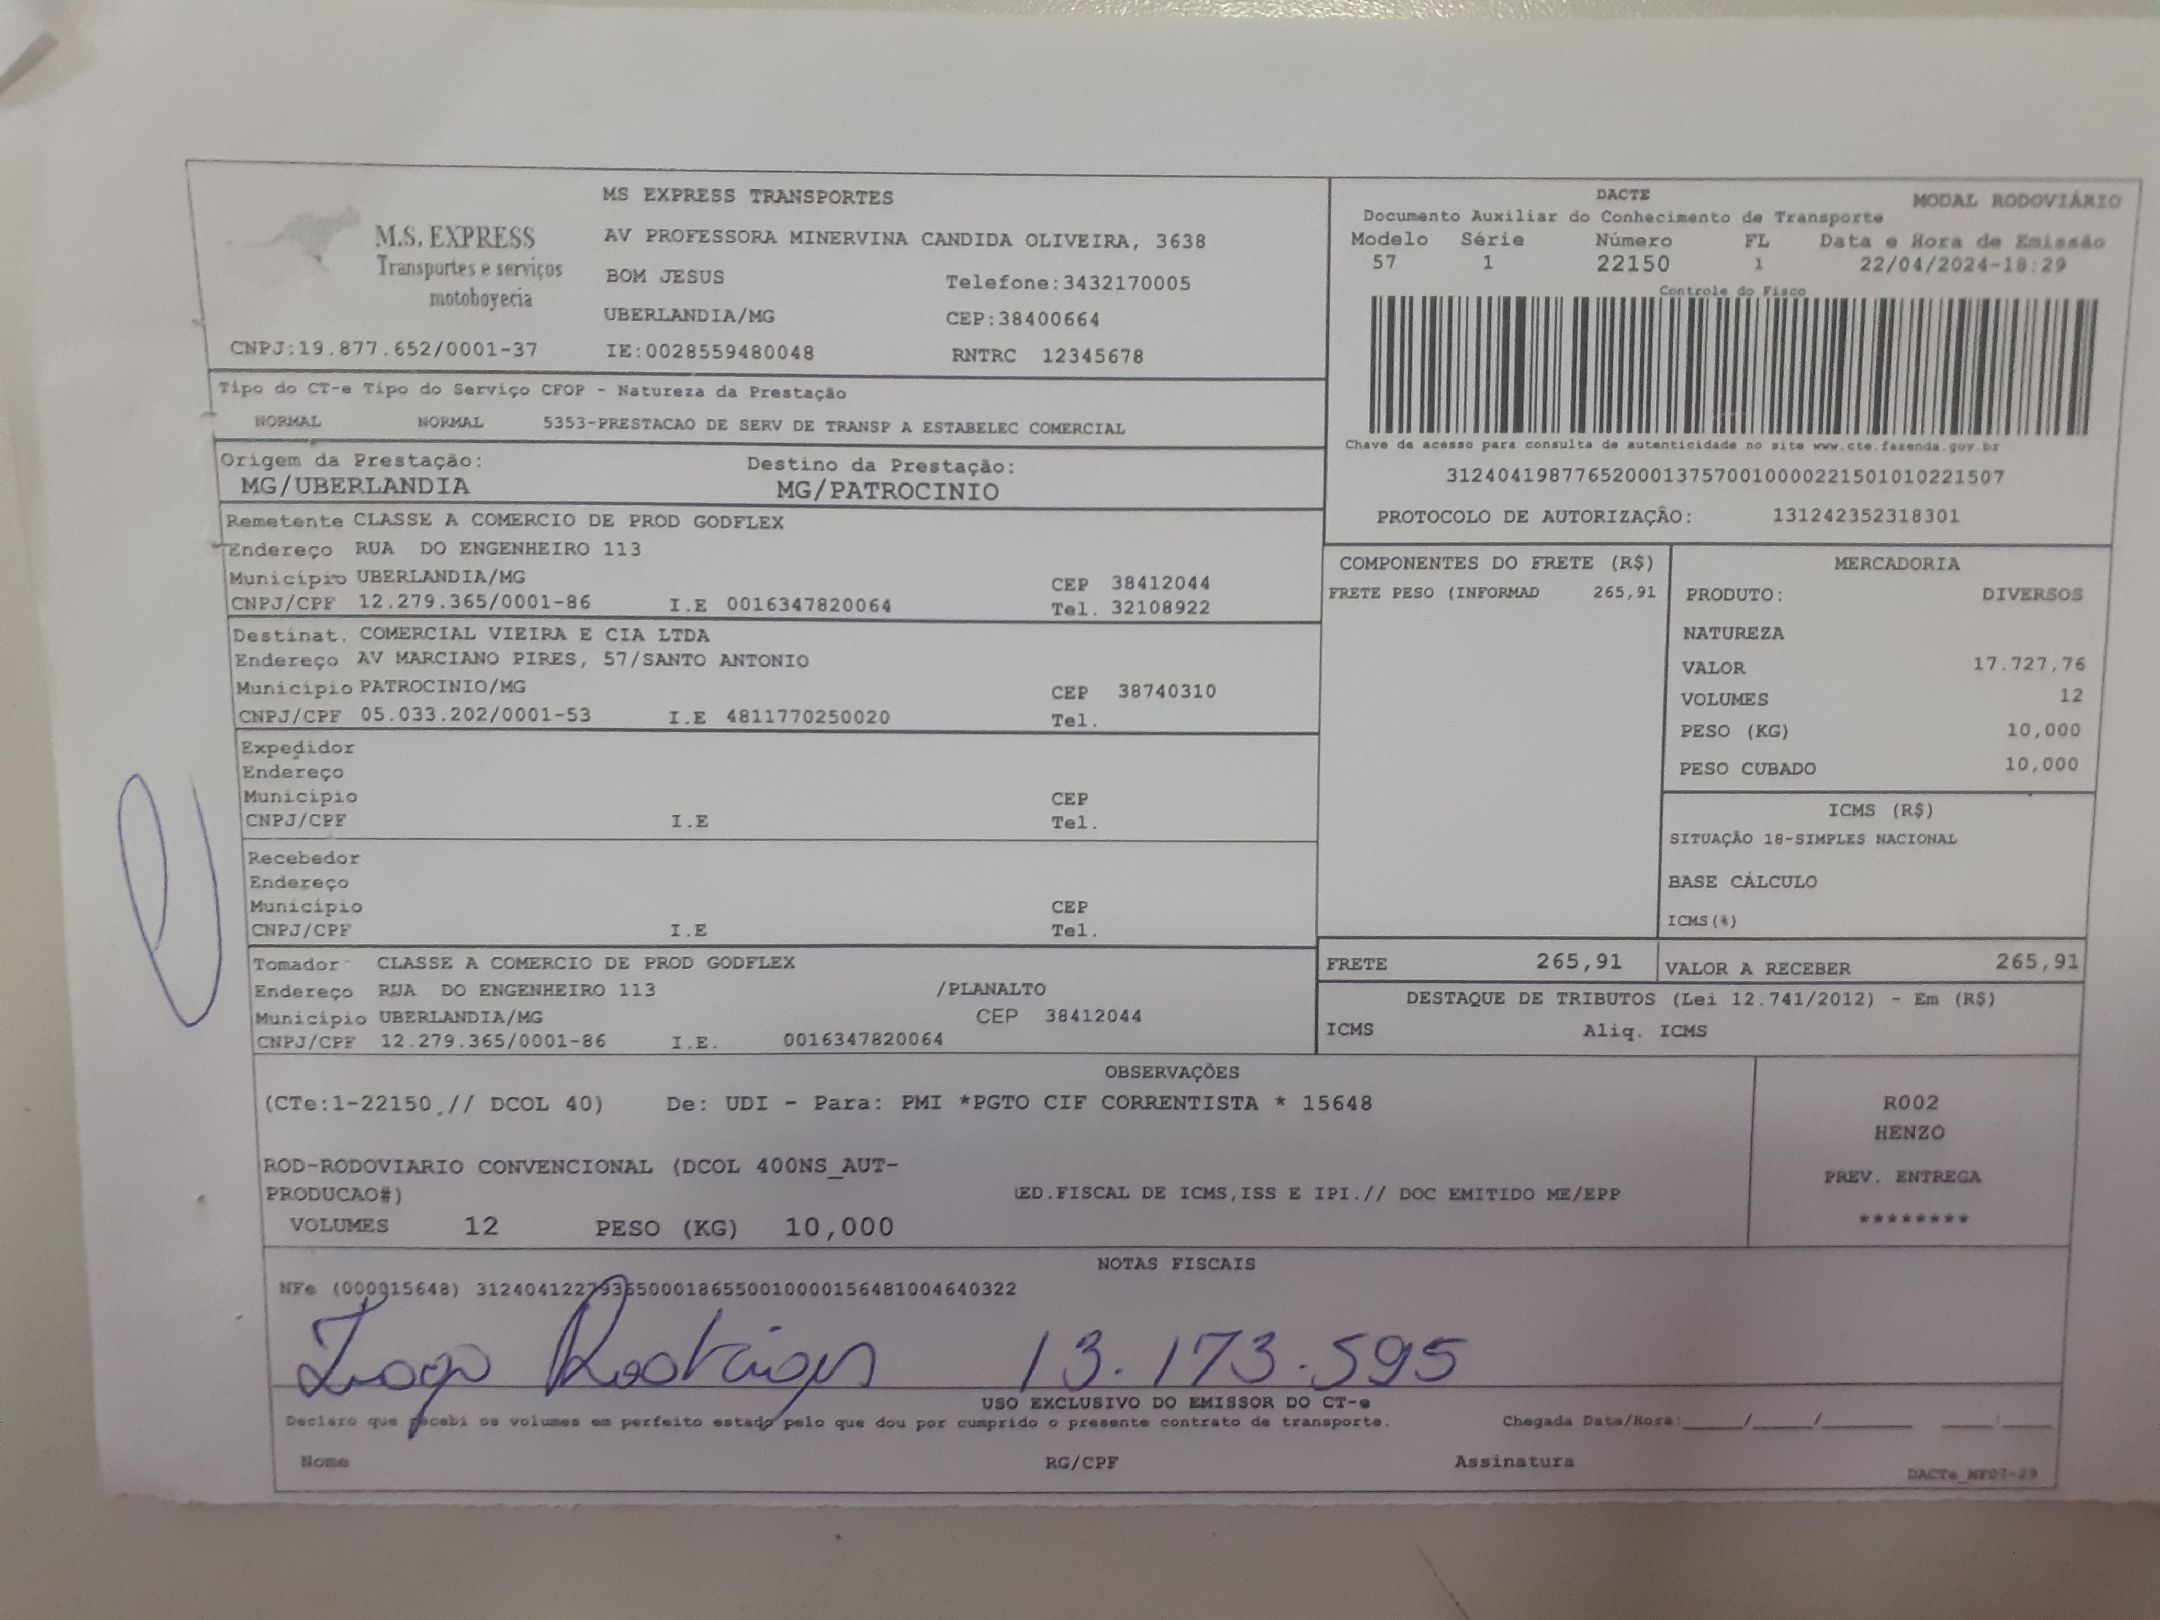 M.S. EXPRESS
Transportes e serviços
motoboyecia
CNPJ:19.877.652/0001-37
MS EXPRESS TRANSPORTES
AV PROFESSORA MINERVINA CANDIDA OLIVEIRA, 3638
BOM JESUS Telefone:3432170005
UBERLANDIA/MG CEP:38400664
IE:0028559480048 RNTRC 12345678
DACTE MODAL RODOVIÁRIO
Documento Auxiliar do Conhecimento de Transporte
Modelo Série Número FL Data e Hora de Emissão
57 1 22150 1 22/04/2024-18:29
Controle do Fisco
Chave de acesso para consulta de autenticidade no site www.cte.fazenda.gov.br
31240419877652000137570010000221501010221507
PROTOCOLO DE AUTORIZAÇÂO: 131242352318301
Tipo do CT-e Tipo do Serviço CFOP - Natureza da Prestação
NORMAL NORMAL 5353-PRESTACAO DE SERV DE TRANSP A ESTABELEC COMERCIAL
Origem da Prestação: Destino da Prestação:
MG/UBERLANDIA MG/PATROCINIO
Remetente CLASSE A COMERCIO DE PROD GODFLEX
Endereço RUA DO ENGENHEIRO 113
Município UBERLANDIA/MG CEP 38412044
CNPJ/CPF 12.279.365/0001-86 I.E 0016347820064 Tel. 32108922
Destinat. COMERCIAL VIEIRA E CIA LTDA
Endereço AV MARCIANO PIRES, 57/SANTO ANTONIO
Município PATROCINIO/MG CEP 38740310
CNPJ/CPF 05.033.202/0001-53 I.E 4811770250020 Tel.
Expedidor
Endereço
Município CEP
CNPJ/CPF I.E Tel.
Recebedor
Endereço
Município CEP
CNPJ/CPF I.E Tel.
Tomador CLASSE A COMERCIO DE PROD GODFLEX
Endereço RUA DO ENGENHEIRO 113 /PLANALTO
Município UBERLANDIA/MG CEP 38412044
CNPJ/CPF 12.279.365/0001-86 I.E. 0016347820064
COMPONENTES DO FRETE (R$)
FRETE PESO (INFORMAD 265,91
MERCADORIA
PRODUTO: DIVERSOS
NATUREZA
VALOR 17.727,76
VOLUMES 12
PESO (KG) 10,000
PESO CUBADO 10,000
ICMS (R$)
SITUAÇÃO 18-SIMPLES NACIONAL
BASE CÁLCULO
ICMS(%)
FRETE 265,91 VALOR A RECEBER 265,91
DESTAQUE DE TRIBUTOS (Lei 12.741/2012) - Em (R$)
ICMS Aliq. ICMS
OBSERVAÇÕES
(CTe:1-22150,// DCOL 40) De: UDI - Para: PMI *PGTO CIF CORRENTISTA * 15648
ROD-RODOVIARIO CONVENCIONAL (DCOL 400NS_AUT-
PRODUCAO#) ED.FISCAL DE ICMS,ISS E IPI.// DOC EMITIDO ME/EPP
VOLUMES 12 PESO (KG) 10,000
R002
HENZO
PREV. ENTREGA
********
NOTAS FISCAIS
NFe (000015648) 31240412279365000186550010000156481004640322
Rodrigues 13.173.595
USO EXCLUSIVO DO EMISSOR DO CT-e
Declaro que recebi os volumes em perfeito estado pelo que dou por cumprido o presente contrato de transporte. Chegada Data/Hora:____/____/______ ____:____
Nome RG/CPF Assinatura
DACTe_MF07-29